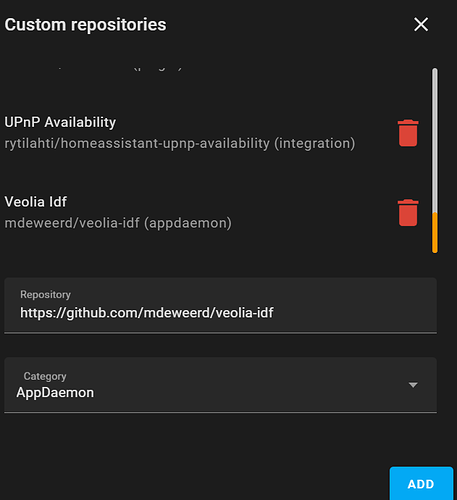 Custom repositories
UPnP Availability
rytilahti/homeassistant-upnp-availability (integration)
Veolia Idf
mdeweerd/veolia-idf (appdaemon)
Repository
https://github.com/mdeweerd/veolia-idf
Category
AppDaemon
ADD